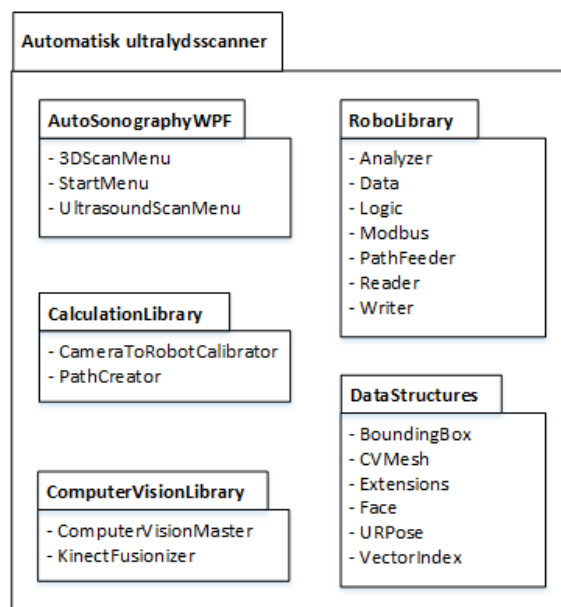 Automatisk ultralydsscanner
AutoSonographyWPF
- 3DScanMenu
- StartMenu
- UltrasoundScanMenu
CalculationLibrary
- CameraToRobotCalibrator
- PathCreator
ComputerVisionLibrary
- ComputerVisionMaster
- KinectFusionizer
RoboLibrary
- Analyzer
- Data
- Logic
- Modbus
- PathFeeder
- Reader
- Writer
DataStructures
- BoundingBox
- CVMesh
- Extensions
- Face
- URPose
- VectorIndex